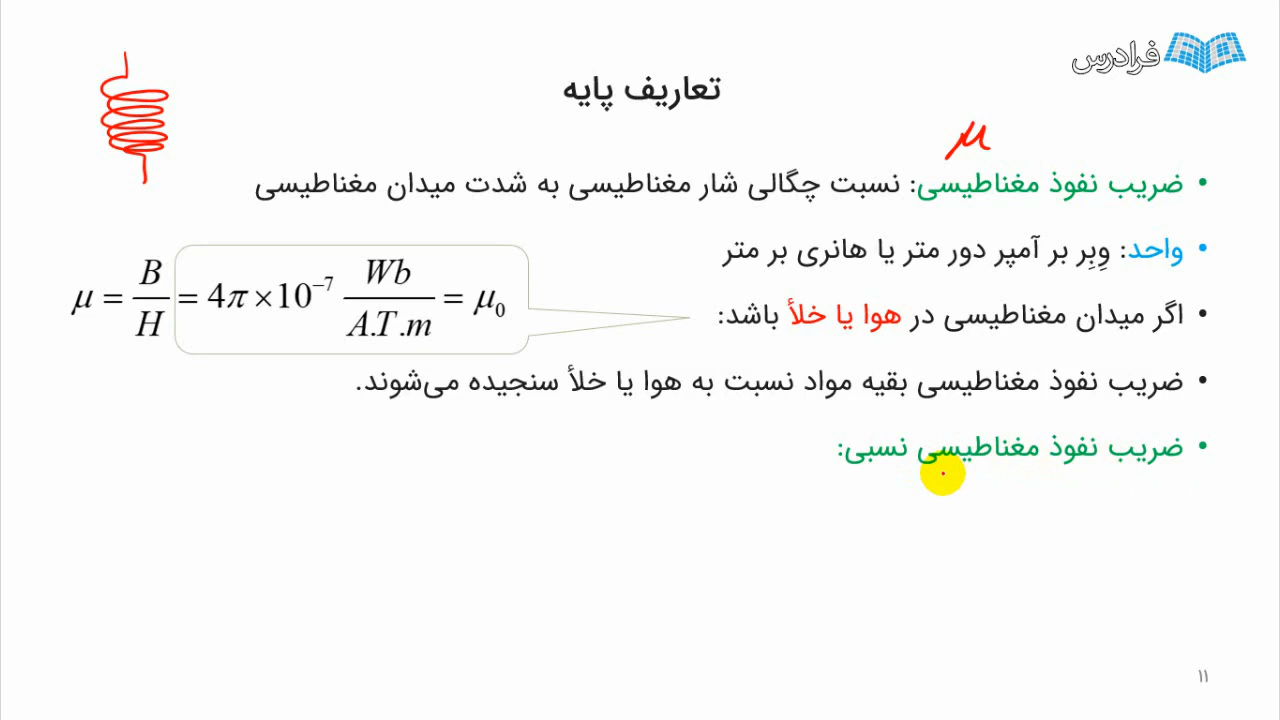 فرادرس
تعاریف پایه
μ
• ضریب نفوذ مغناطیسی: نسبت چگالی شار مغناطیسی به شدت میدان مغناطیسی
• واحد: وِبِر بر آمپر دور متر یا هانری بر متر
μ = B/H = 4π×10⁻⁷ Wb/A.T.m = μ₀
• اگر میدان مغناطیسی در هوا یا خلأ باشد:
• ضریب نفوذ مغناطیسی بقیه مواد نسبت به هوا یا خلأ سنجیده می‌شوند.
• ضریب نفوذ مغناطیسی نسبی:
۱۱